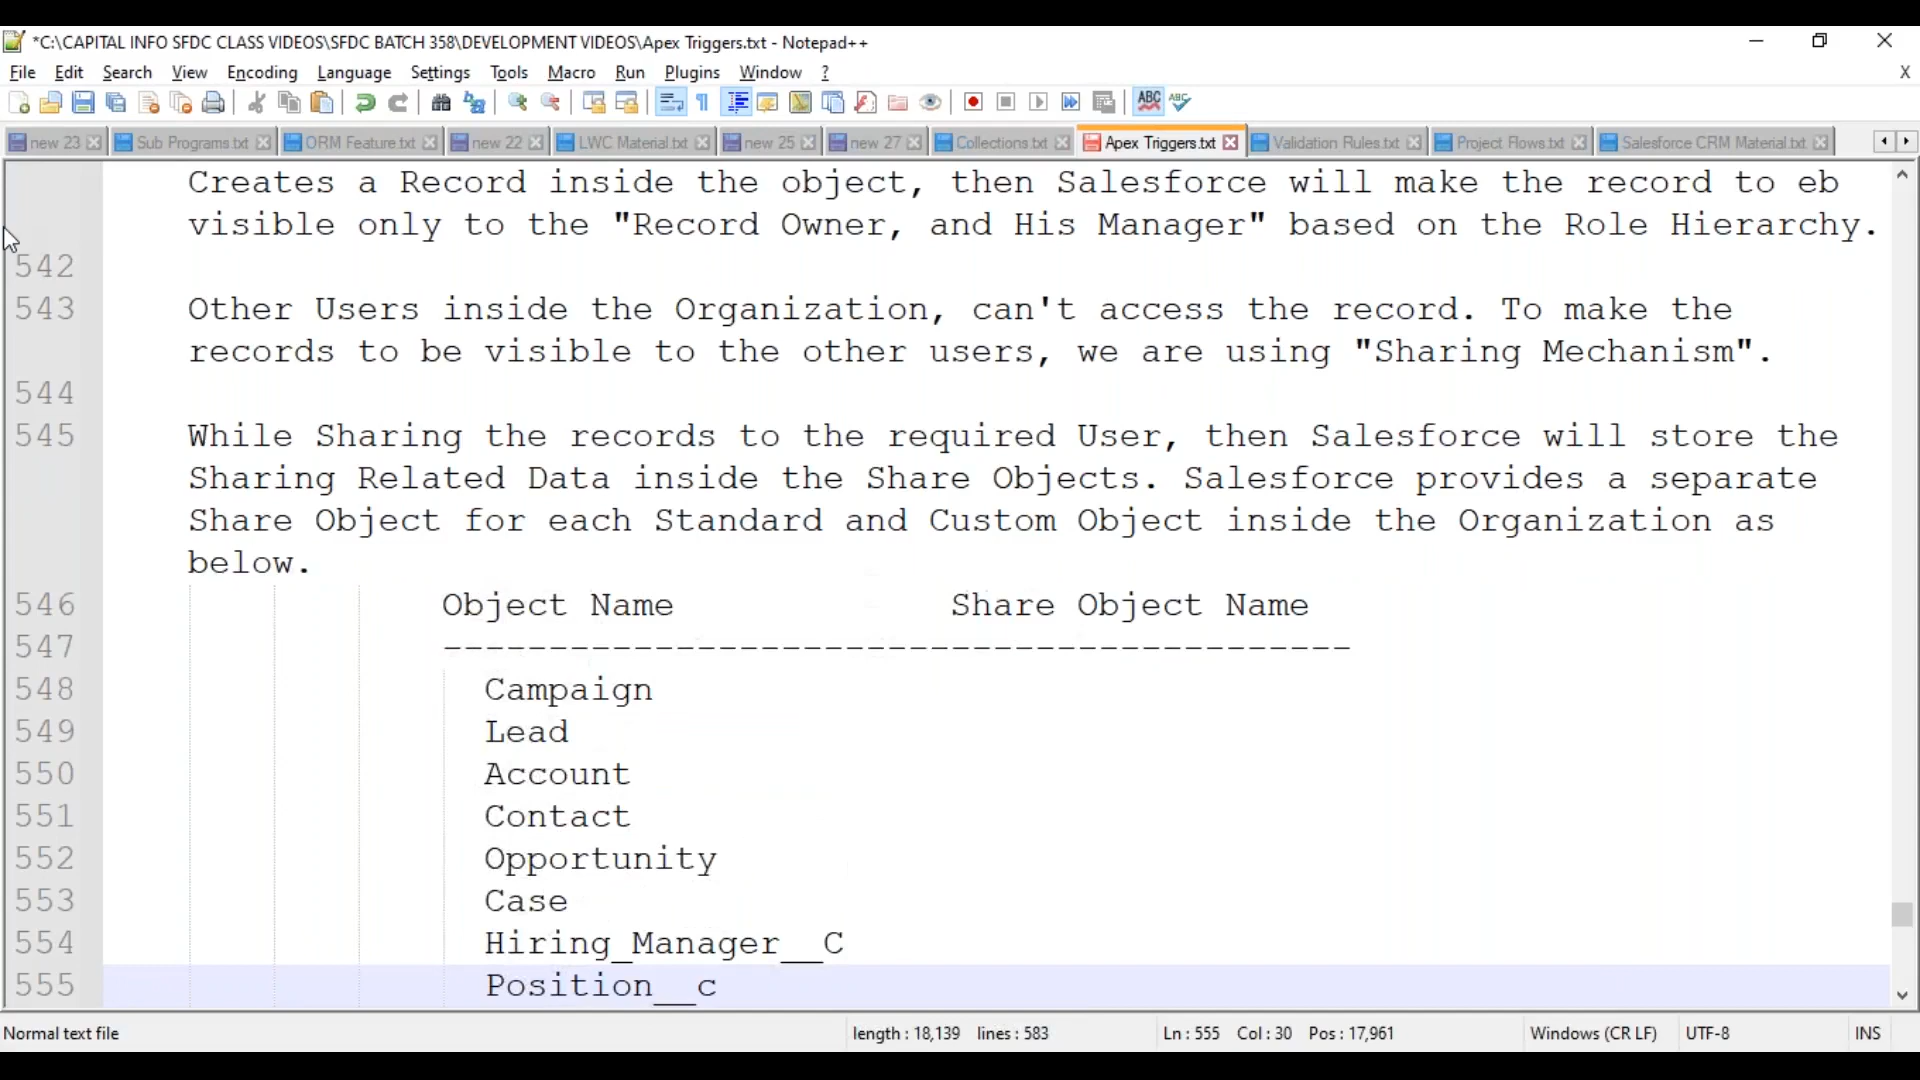 *C:\CAPITAL INFO SFDC CLASS VIDEOS\SFDC BATCH 358\DEVELOPMENT VIDEOS\Apex Triggers.txt - Notepad++
File Edit Search View Encoding Language Settings Tools Macro Run Plugins Window ? X
new 23 Sub Programs.txt ORM Feature.txt new 22 LWC Material.txt new 25 new 27 Collections.txt Apex Triggers.txt Validation Rules.txt Project Flows.txt Salesforce CRM Material.txt
Creates a Record inside the object, then Salesforce will make the record to eb
visible only to the "Record Owner, and His Manager" based on the Role Hierarchy.
542
543 Other Users inside the Organization, can't access the record. To make the
records to be visible to the other users, we are using "Sharing Mechanism".
544
545 While Sharing the records to the required User, then Salesforce will store the
Sharing Related Data inside the Share Objects. Salesforce provides a separate
Share Object for each Standard and Custom Object inside the Organization as
below.
546 Object Name Share Object Name
547 -------------------------------------------
548 Campaign
549 Lead
550 Account
551 Contact
552 Opportunity
553 Case
554 Hiring_Manager__C
555 Position__c
Normal text file length : 18,139 lines : 583 Ln : 555 Col : 30 Pos : 17,961 Windows (CR LF) UTF-8 INS